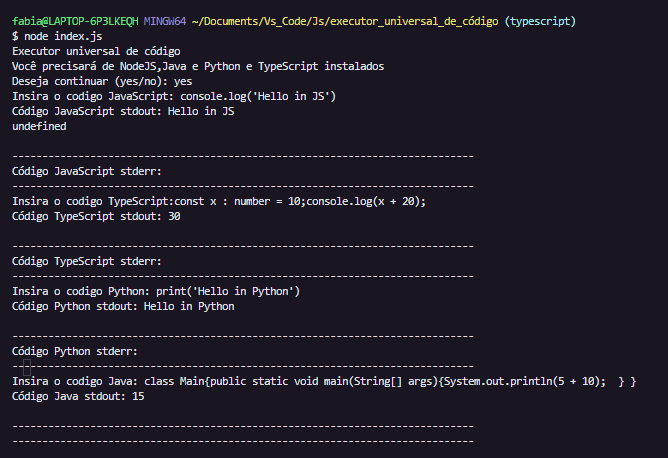 fabia@LAPTOP-6P3LKEQH MINGW64 ~/Documents/Vs_Code/Js/executor_universal_de_código (typescript)
$ node index.js
Executor universal de código
Você precisará de NodeJS,Java e Python e TypeScript instalados
Deseja continuar (yes/no): yes
Insira o codigo JavaScript: console.log('Hello in JS')
Código JavaScript stdout: Hello in JS
undefined
-----------------------------------------------------------------------------
Código JavaScript stderr:
-----------------------------------------------------------------------------
Insira o codigo TypeScript:const x : number = 10;console.log(x + 20);
Código TypeScript stdout: 30
-----------------------------------------------------------------------------
Código TypeScript stderr:
-----------------------------------------------------------------------------
Insira o codigo Python: print('Hello in Python')
Código Python stdout: Hello in Python
-----------------------------------------------------------------------------
Código Python stderr:
-----------------------------------------------------------------------------
Insira o codigo Java: class Main{public static void main(String[] args){System.out.println(5 + 10);  } }
Código Java stdout: 15
-----------------------------------------------------------------------------
-----------------------------------------------------------------------------